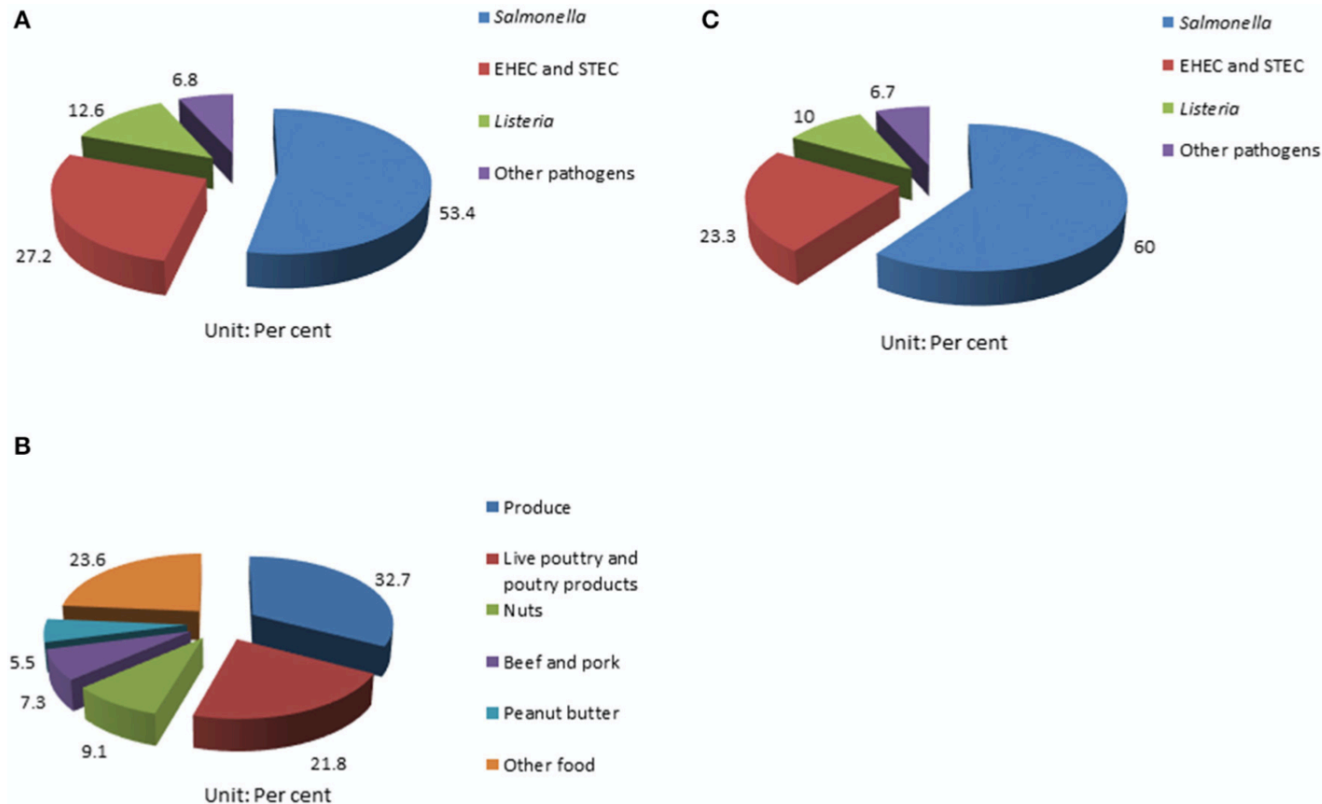 A
Salmonella
EHEC and STEC
Listeria
Other pathogens
6.8
12.6
27.2
53.4
Unit: Per cent
C
Salmonella
EHEC and STEC
Listeria
Other pathogens
6.7
10
23.3
60
Unit: Per cent
B
Produce
Live pouttry and
poutry products
Nuts
Beef and pork
Peanut butter
Other food
23.6
32.7
5.5
7.3
9.1
21.8
Unit: Per cent